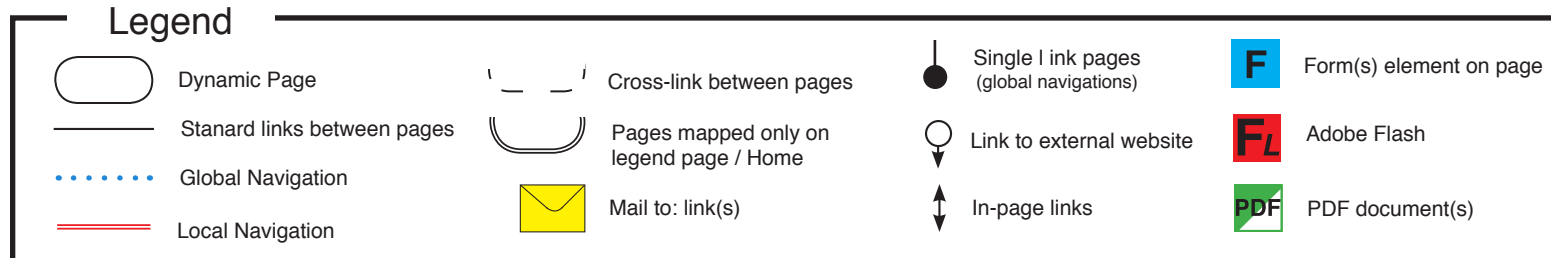 Legend
Dynamic Page
Stanard links between pages
Global Navigation
Local Navigation
Cross-link between pages
Pages mapped only on
legend page / Home
Mail to: link(s)
Single l ink pages
(global navigations)
Link to external website
In-page links
F
Form(s) element on page
FL
Adobe Flash
PDF
PDF document(s)